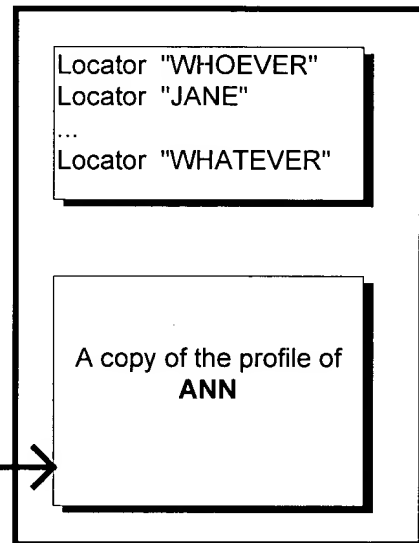 Locator "WHOEVER"
Locator "JANE"
...
Locator "WHATEVER"
A copy of the profile of
ANN